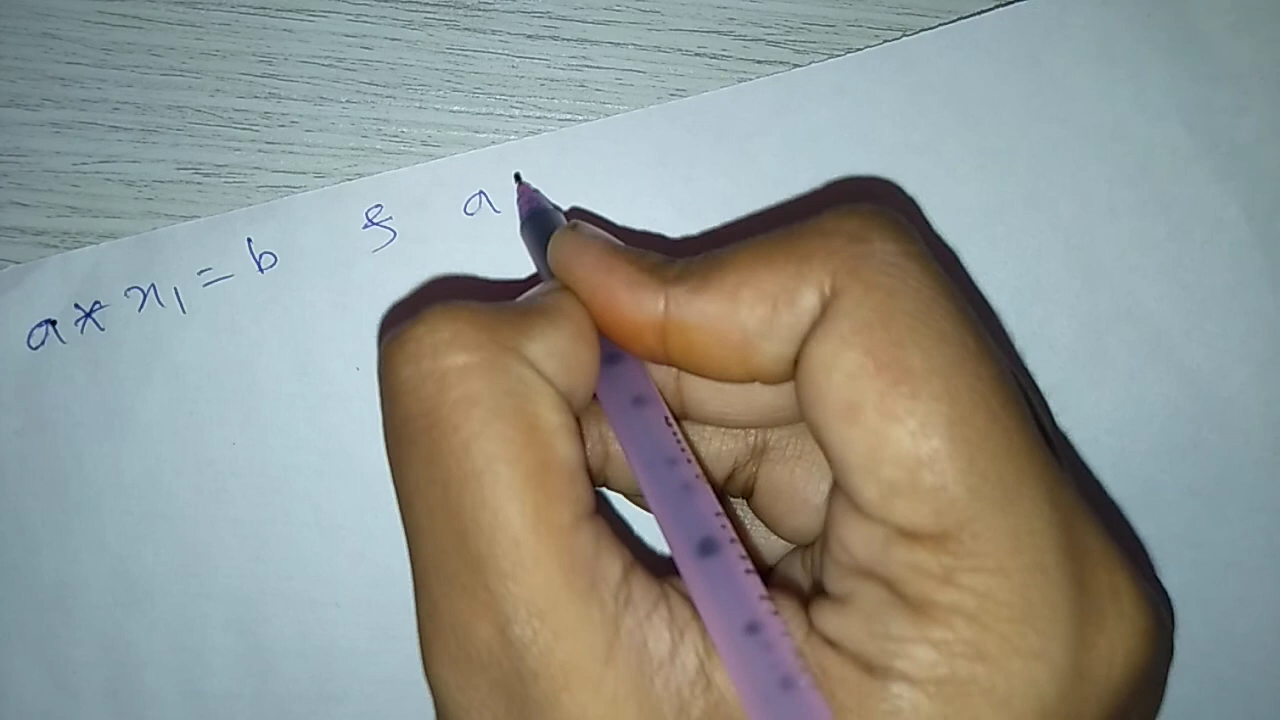 a * x₁ = b & a